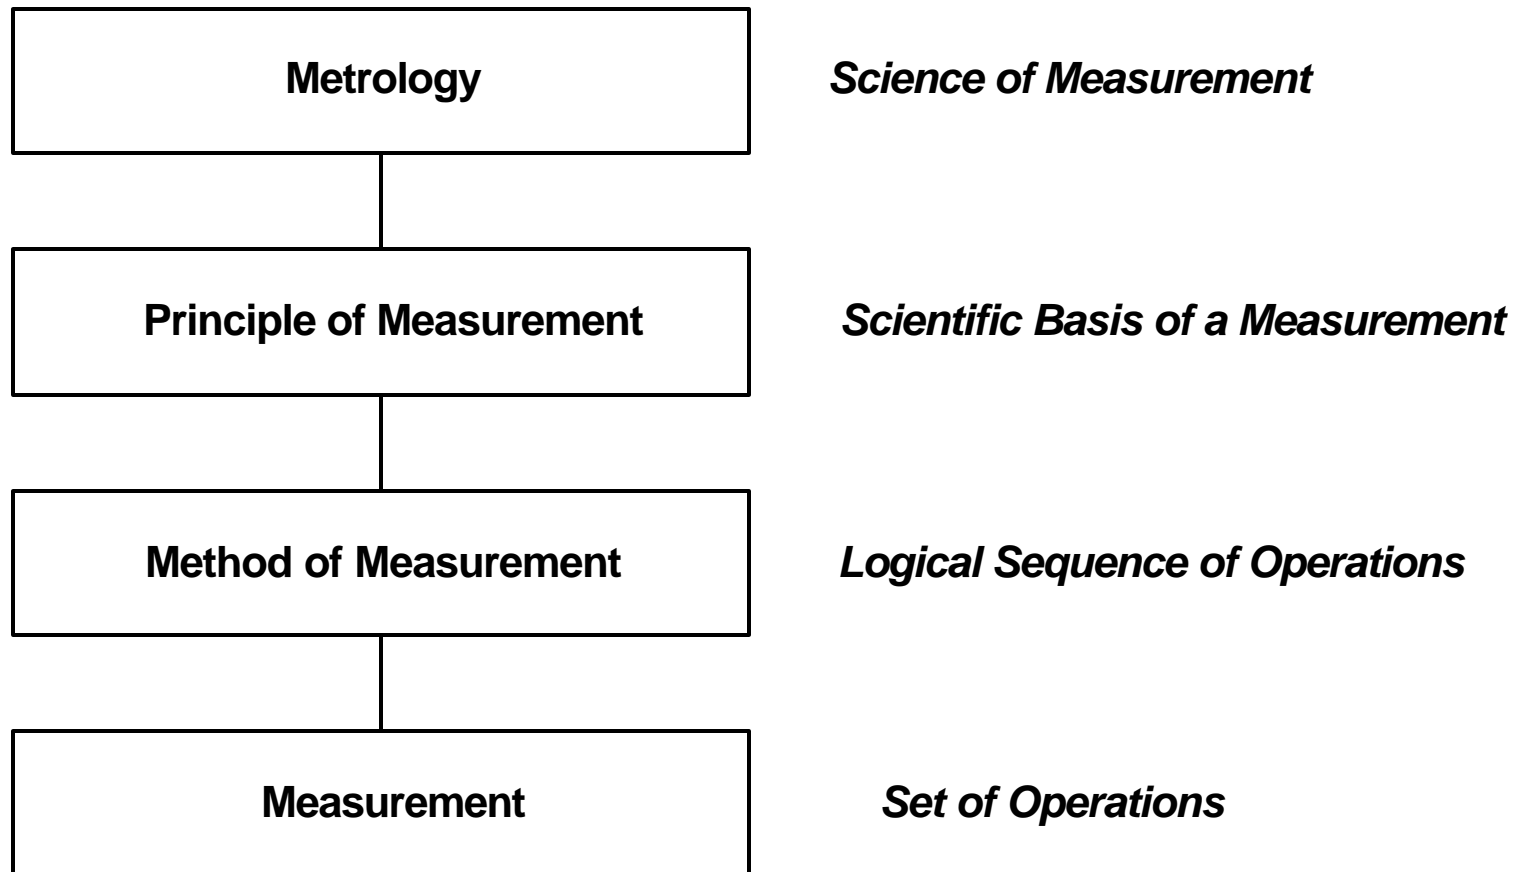 Metrology
Science of Measurement
Principle of Measurement
Scientific Basis of a Measurement
Method of Measurement
Logical Sequence of Operations
Measurement
Set of Operations